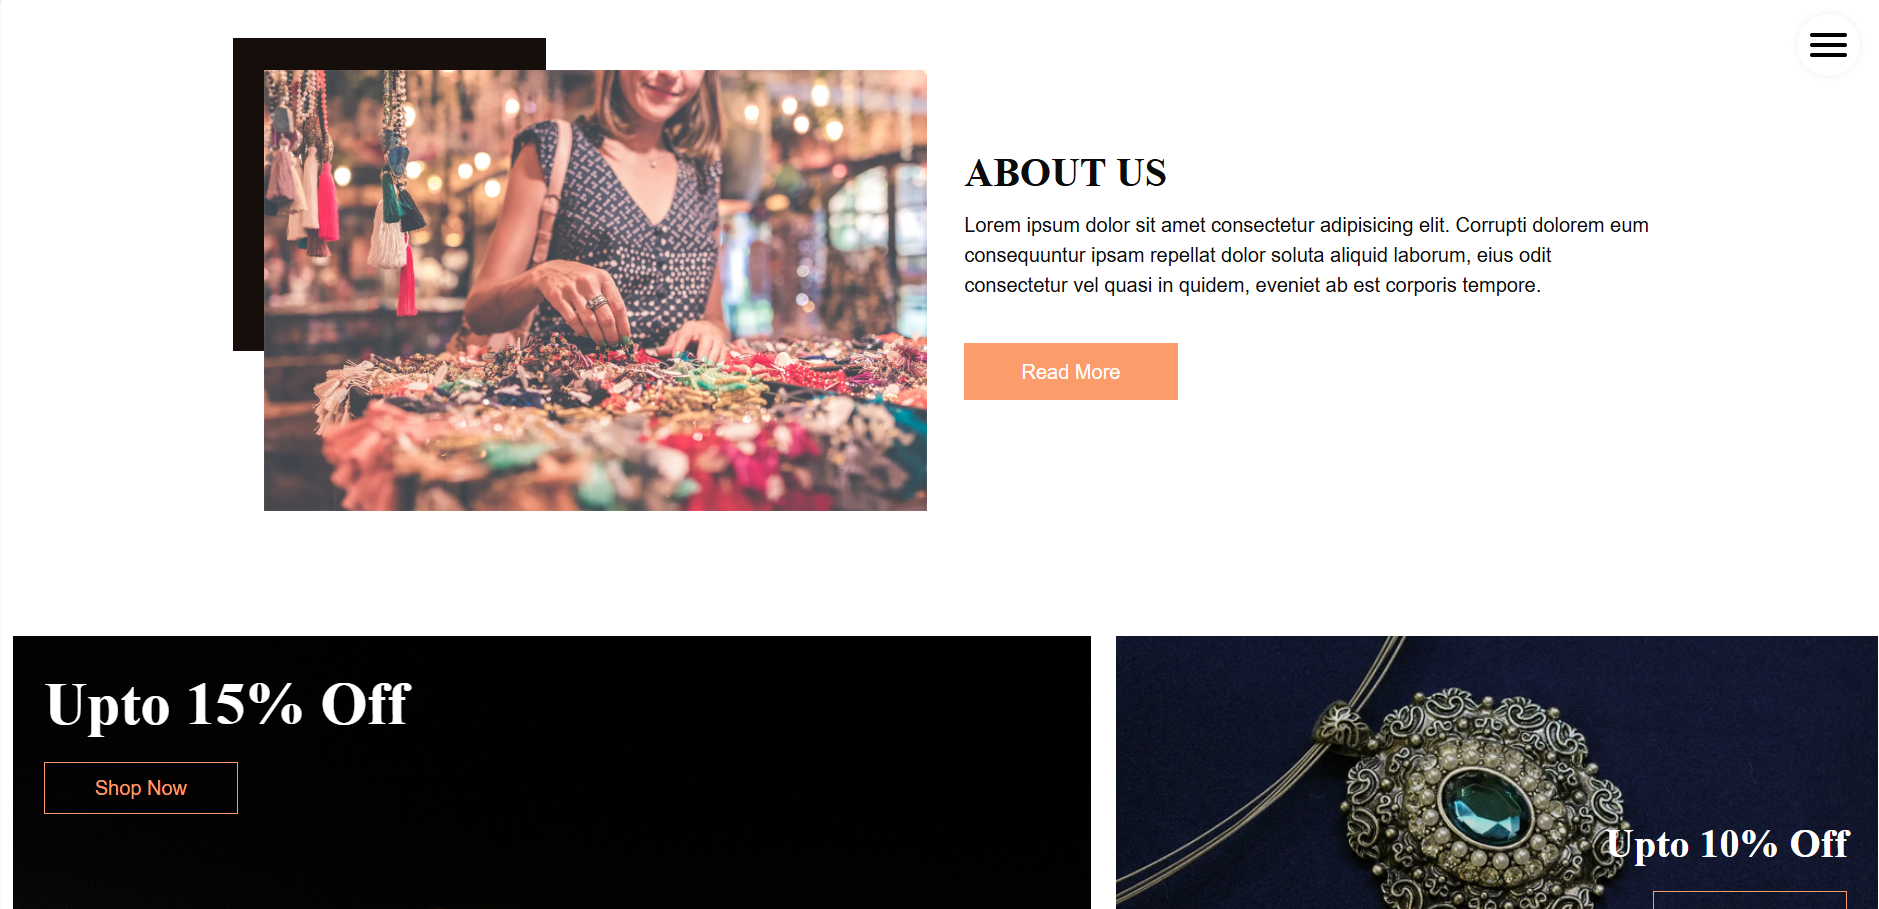 ABOUT US
Lorem ipsum dolor sit amet consectetur adipisicing elit. Corrupti dolorem eum
consequuntur ipsam repellat dolor soluta aliquid laborum, eius odit
consectetur vel quasi in quidem, eveniet ab est corporis tempore.
Read More
Upto 15% Off
Shop Now
Upto 10% Off